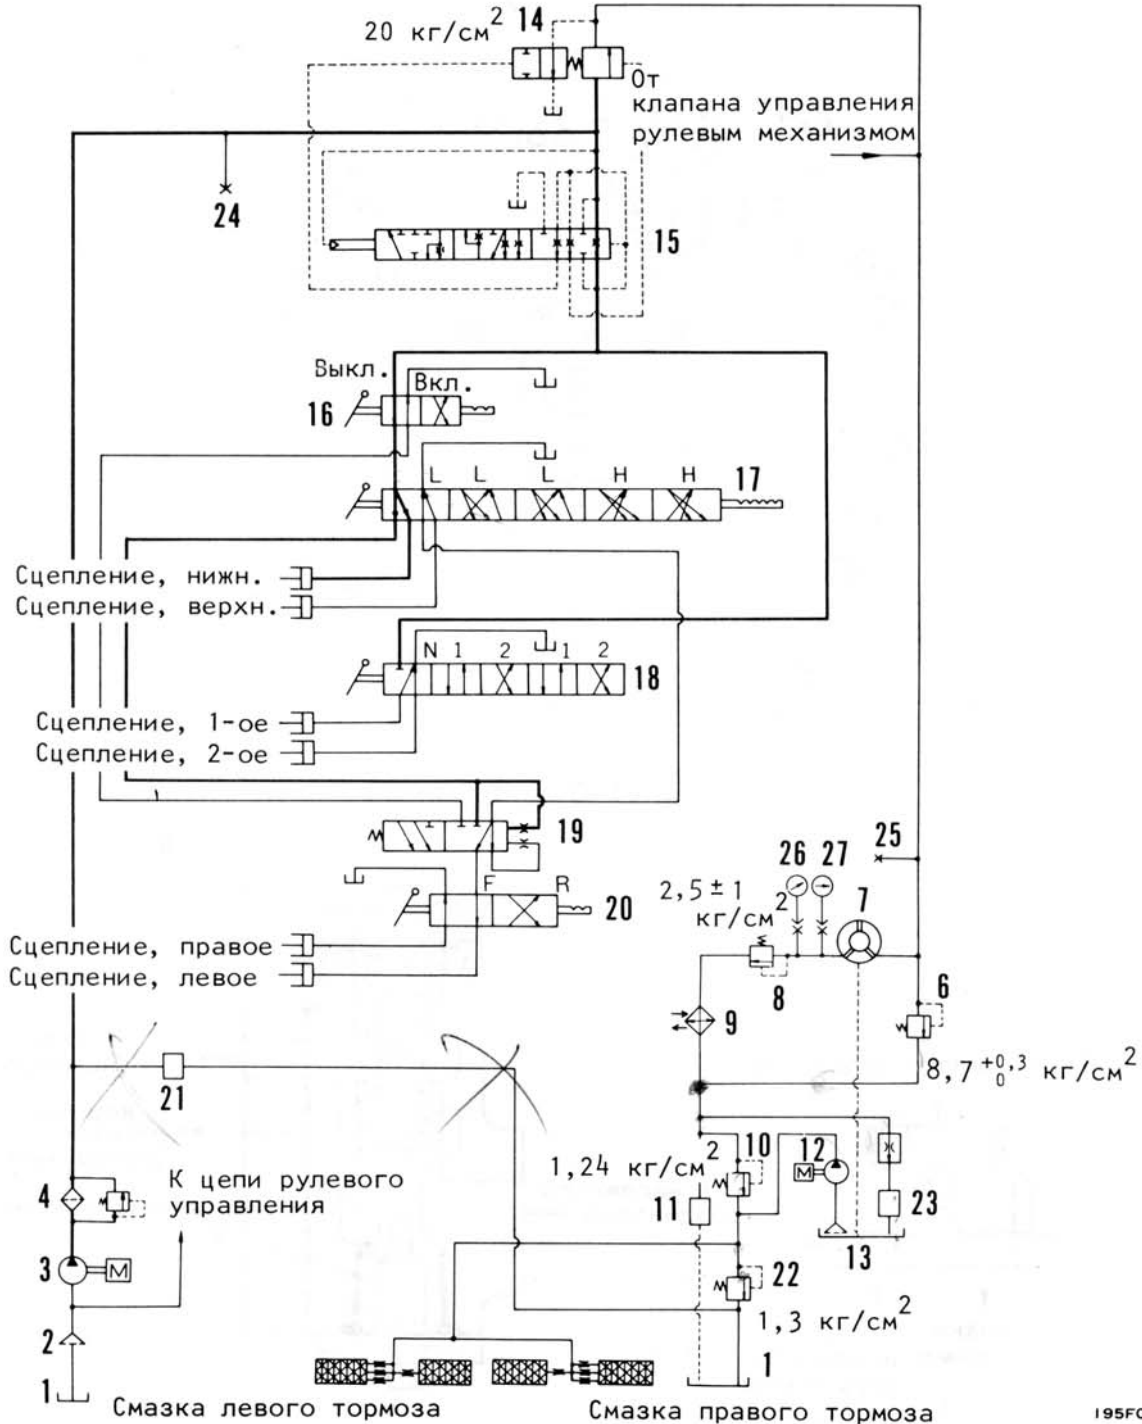 20 кг/см² 14
От
клапана управления
рулевым механизмом
24
15
Выкл.
Вкл.
16
L L L H H 17
Сцепление, нижн.
Сцепление, верхн.
N 1 2 1 2
18
Сцепление, 1-ое
Сцепление, 2-ое
19
25
26 27
F R
20
2,5 ± 1
кг/см²
7
Сцепление, правое
Сцепление, левое
8
6
9
21
8,7 +0,3 0 кг/см²
10 12
M
1,24 кг/см²
К цепи рулевого
управления
4
11
23
3 M
13
22
1,3 кг/см²
2
1
1
Смазка левого тормоза
Смазка правого тормоза